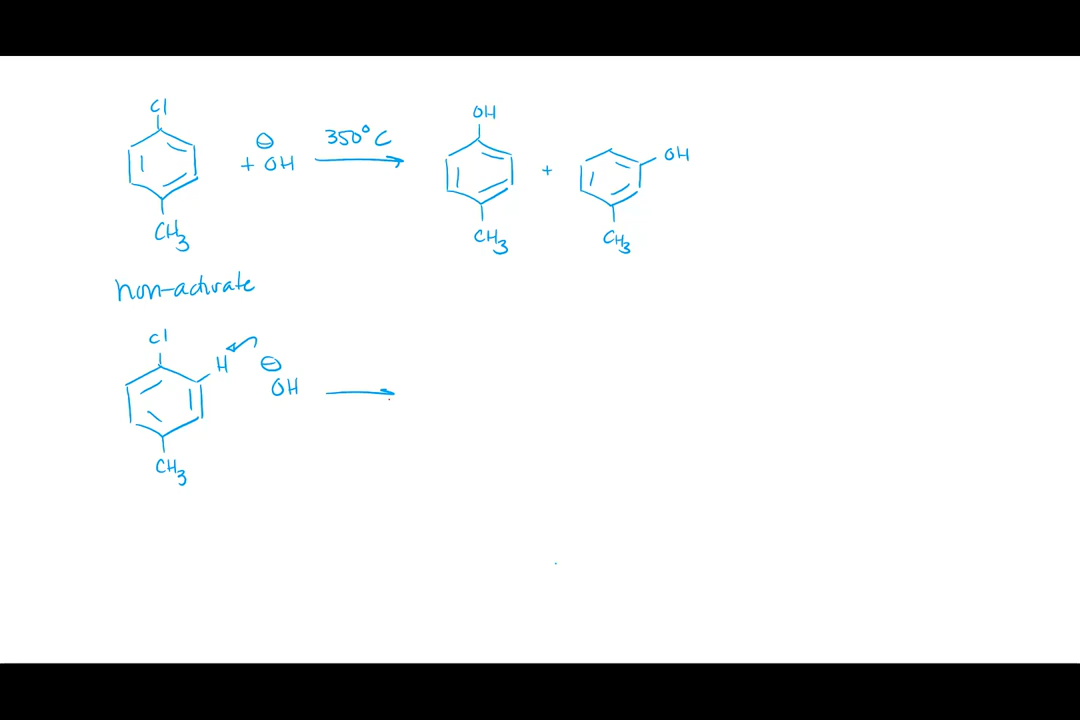 Cl OH
⊖ 350°C
+ OH + OH
CH3 CH3 CH3
non-activate
Cl
H ⊖
OH
CH3